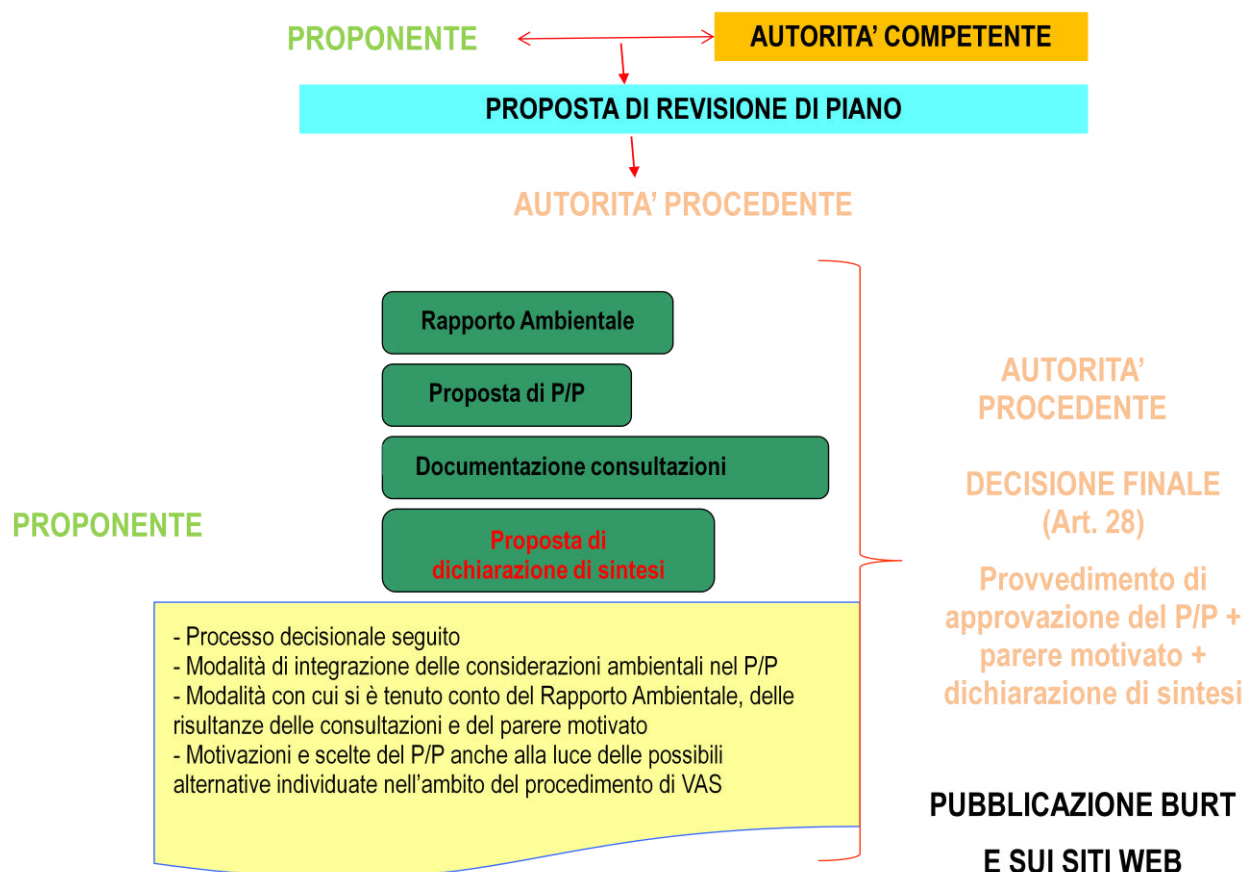 PROPONENTE
AUTORITA’ COMPETENTE
PROPOSTA DI REVISIONE DI PIANO
AUTORITA’ PROCEDENTE
Rapporto Ambientale
Proposta di P/P
Documentazione consultazioni
PROPONENTE
Proposta di
dichiarazione di sintesi
- Processo decisionale seguito
- Modalità di integrazione delle considerazioni ambientali nel P/P
- Modalità con cui si è tenuto conto del Rapporto Ambientale, delle
risultanze delle consultazioni e del parere motivato
- Motivazioni e scelte del P/P anche alla luce delle possibili
alternative individuate nell’ambito del procedimento di VAS
AUTORITA’
PROCEDENTE
DECISIONE FINALE
(Art. 28)
Provvedimento di
approvazione del P/P +
parere motivato +
dichiarazione di sintesi
PUBBLICAZIONE BURT
E SUI SITI WEB